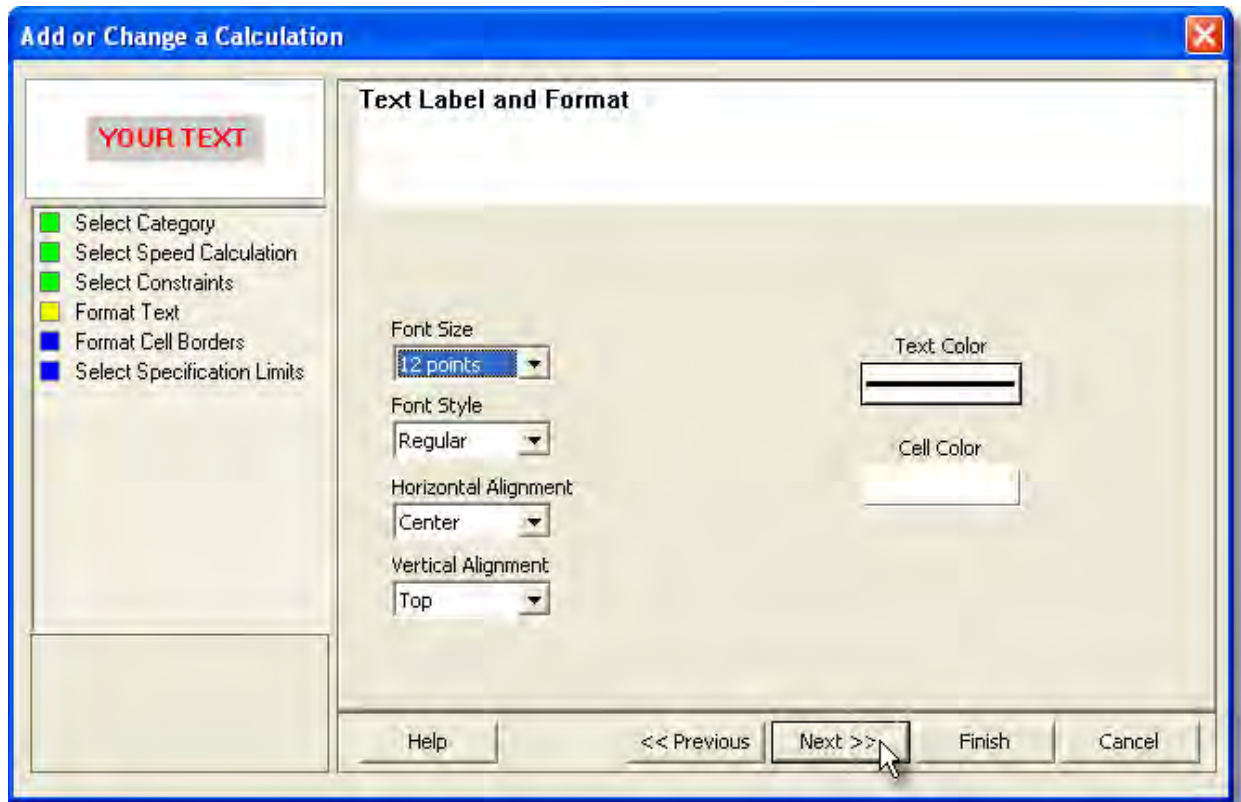 Add or Change a Calculation
YOUR TEXT
Select Category
Select Speed Calculation
Select Constraints
Format Text
Format Cell Borders
Select Specification Limits
Text Label and Format
Font Size
12 points
Font Style
Regular
Horizontal Alignment
Center
Vertical Alignment
Top
Text Color
Cell Color
Help << Previous Next >> Finish Cancel